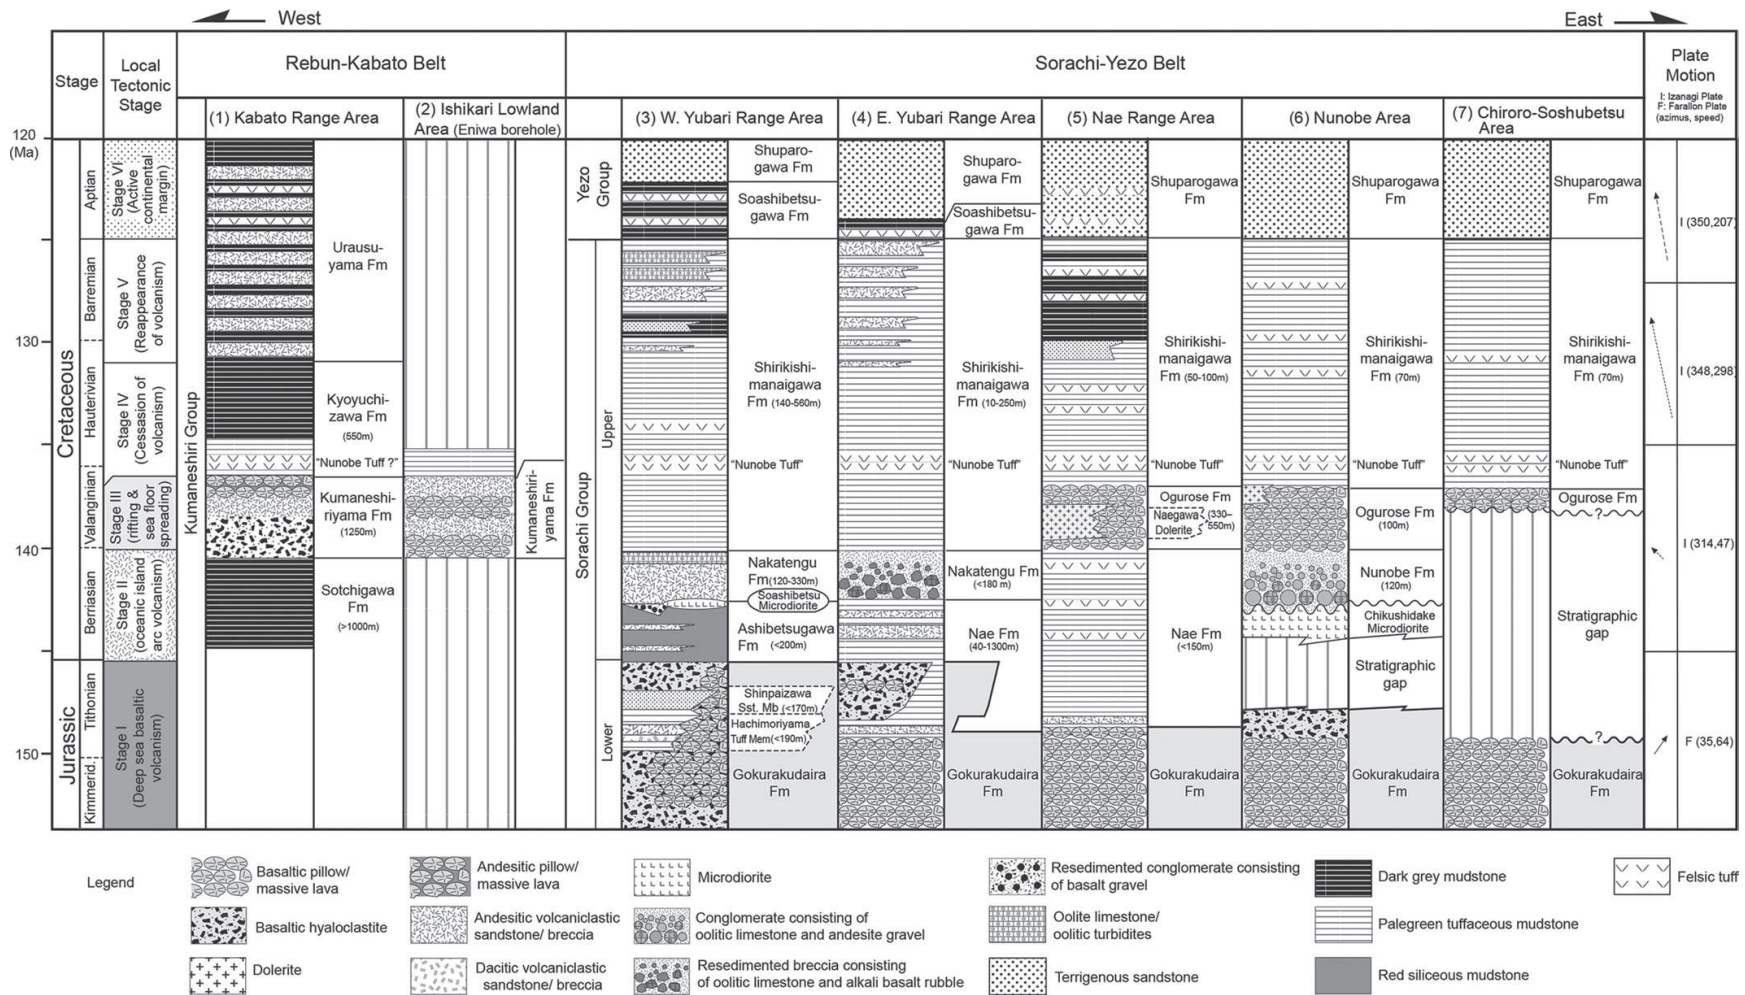 West
East
Stage
Local
Tectonic
Stage
Rebun-Kabato Belt
Sorachi-Yezo Belt
Plate
Motion
I: Izanagi Plate
F: Farallon Plate
(azimus, speed)
(1) Kabato Range Area
(2) Ishikari Lowland
Area (Eniwa borehole)
(3) W. Yubari Range Area
(4) E. Yubari Range Area
(5) Nae Range Area
(6) Nunobe Area
(7) Chiroro-Soshubetsu
Area
120
(Ma)
130
140
150
Cretaceous
Jurassic
Aptian
Barremian
Hauterivian
Valanginian
Berriasian
Tithonian
Kimmerid.
Stage VI
(Active
continental
margin)
Stage V
(Reappearance
of volcanism)
Stage IV
(Cessasion of
volcanism)
Stage III
(rifting &
sea floor
spreading)
Stage II
(oceanic island
arc volcanism)
Stage I
(Deep sea basaltic
volcanism)
Kumaneshiri Group
Urausu-
yama Fm
Kyoyuchi-
zawa Fm
(550m)
"Nunobe Tuff ?"
Kumaneshi-
riyama Fm
(1250m)
Sotchigawa
Fm
(>1000m)
Kumaneshiri-
yama Fm
Yezo
Group
Sorachi Group
Upper
Lower
Shuparo-
gawa Fm
Soashibetsu-
gawa Fm
Shirikishi-
manaigawa
Fm (140-560m)
"Nunobe Tuff"
Nakatengu
Fm(120-330m)
Soashibetsu
Microdiorite
Ashibetsugawa
Fm (<200m)
Shinpaizawa
Sst. Mb (<170m)
Hachimoriyama
Tuff Mem(<190m)
Gokurakudaira
Fm
Shuparo-
gawa Fm
Soashibetsu-
gawa Fm
Shirikishi-
manaigawa
Fm (10-250m)
"Nunobe Tuff"
Nakatengu Fm
(<180 m)
Nae Fm
(40-1300m)
Gokurakudaira
Fm
Shuparogawa
Fm
Shirikishi-
manaigawa
Fm (50-100m)
"Nunobe Tuff"
Ogurose Fm
(330–
550m)
Naegawa
Dolerite
Nae Fm
(<150m)
Gokurakudaira
Fm
Shuparogawa
Fm
Shirikishi-
manaigawa
Fm (70m)
"Nunobe Tuff"
Ogurose Fm
(100m)
Nunobe Fm
(120m)
Chikushidake
Microdiorite
Stratigraphic
gap
Gokurakudaira
Fm
Shuparogawa
Fm
Shirikishi-
manaigawa
Fm (70m)
"Nunobe Tuff"
Ogurose Fm
?
Stratigraphic
gap
?
Gokurakudaira
Fm
I (350,207)
I (348,298)
I (314,47)
F (35,64)
Legend
Basaltic pillow/
massive lava
Basaltic hyaloclastite
Dolerite
Andesitic pillow/
massive lava
Andesitic volcaniclastic
sandstone/ breccia
Dacitic volcaniclastic
sandstone/ breccia
Microdiorite
Conglomerate consisting of
oolitic limestone and andesite gravel
Resedimented breccia consisting
of oolitic limestone and alkali basalt rubble
Resedimented conglomerate consisting
of basalt gravel
Oolite limestone/
oolitic turbidites
Terrigenous sandstone
Dark grey mudstone
Palegreen tuffaceous mudstone
Red siliceous mudstone
Felsic tuff